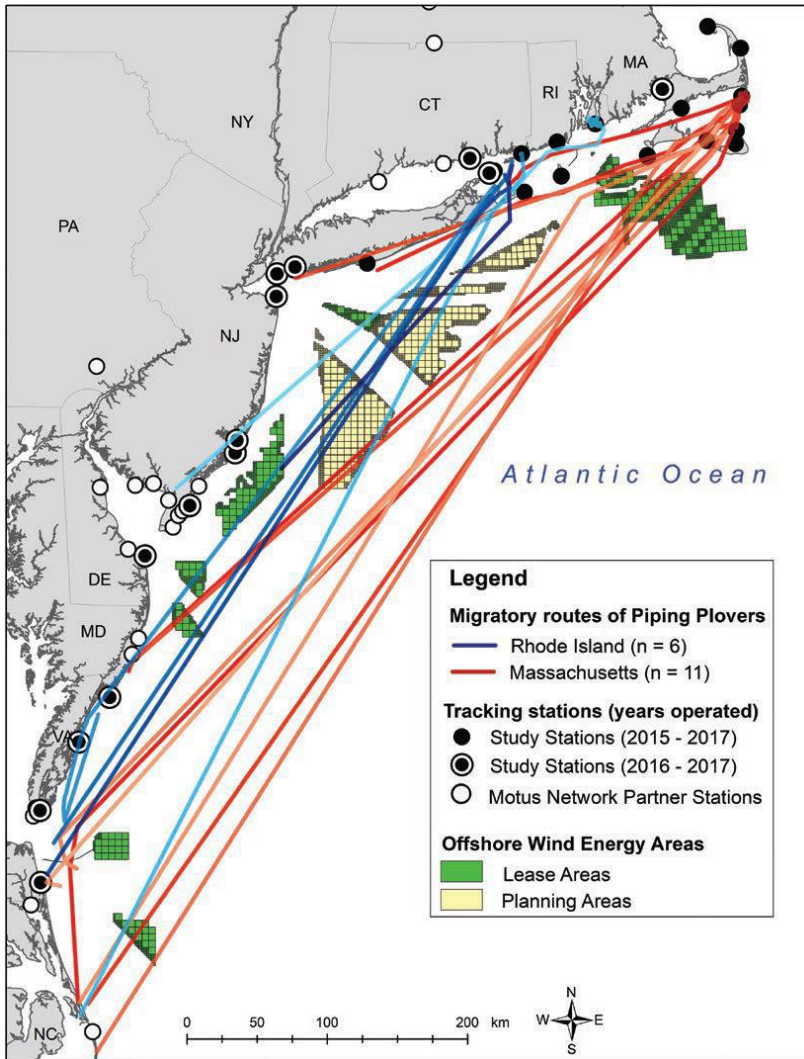 MA
CT
RI
NY
PA
NJ
Atlantic Ocean
DE
MD
VA
NC
Legend
Migratory routes of Piping Plovers
Rhode Island (n = 6)
Massachusetts (n = 11)
Tracking stations (years operated)
Study Stations (2015 - 2017)
Study Stations (2016 - 2017)
Motus Network Partner Stations
Offshore Wind Energy Areas
Lease Areas
Planning Areas
0 50 100 200 km
N
W E
S